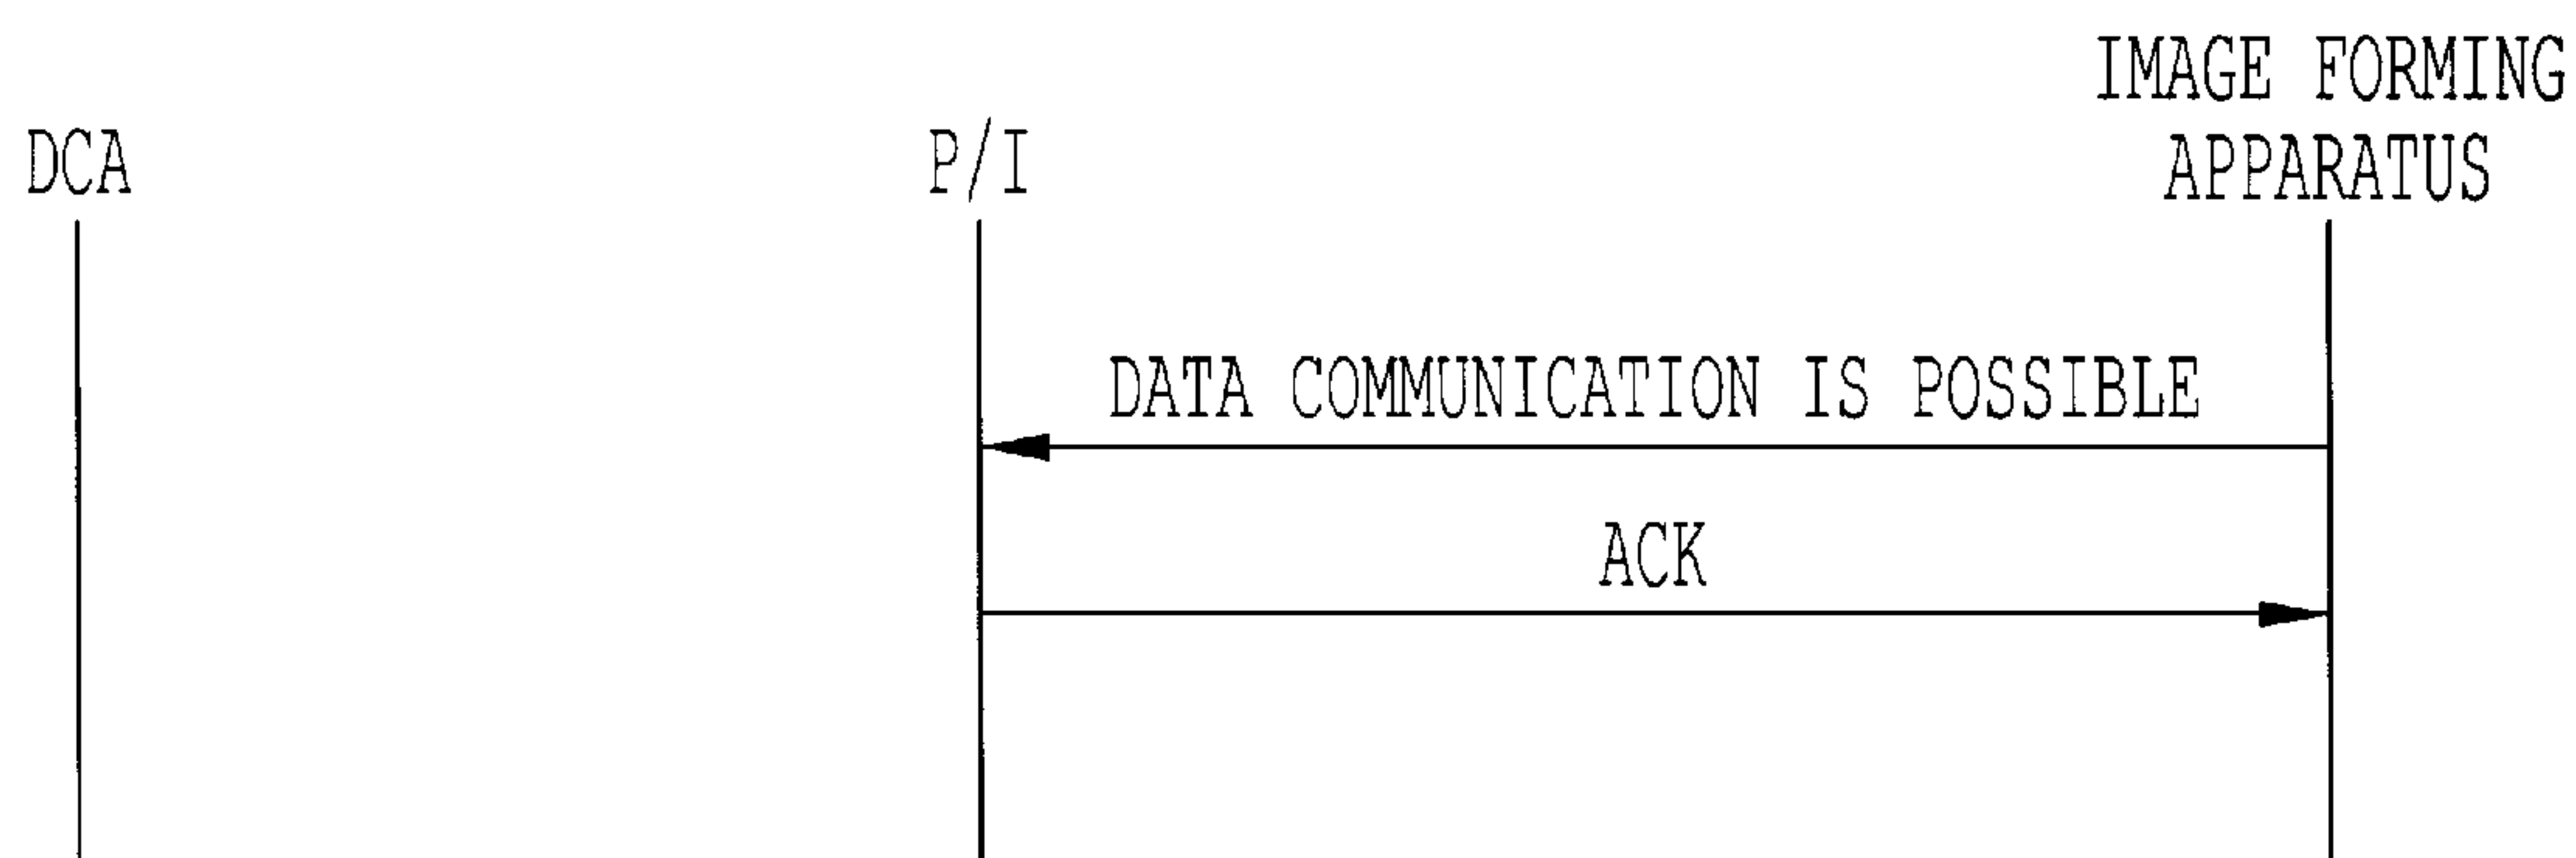 IMAGE FORMING
APPARATUS
DCA
P/I
DATA COMMUNICATION IS POSSIBLE
ACK